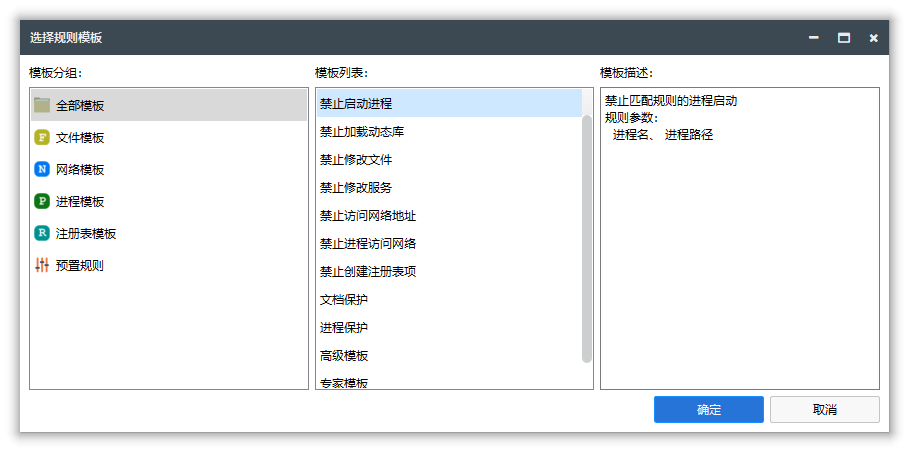 选择规则模板
模板分组:
全部模板
F 文件模板
N 网络模板
P 进程模板
R 注册表模板
预置规则
模板列表:
禁止启动进程
禁止加载动态库
禁止修改文件
禁止修改服务
禁止访问网络地址
禁止进程访问网络
禁止创建注册表项
文档保护
进程保护
高级模板
专家模板
模板描述:
禁止匹配规则的进程启动
规则参数:
进程名、 进程路径
确定
取消